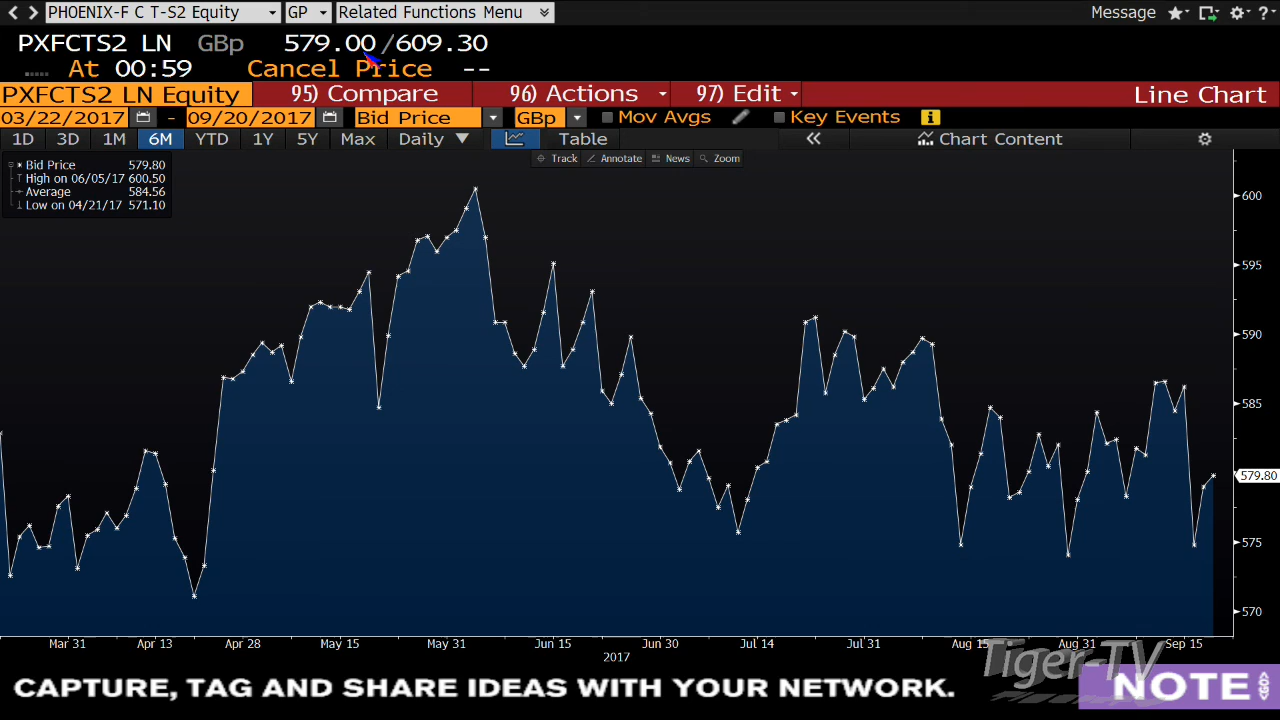 PHOENIX-F C T-S2 Equity GP Related Functions Menu Message ?
PXFCTS2 LN GBp 579.00/609.30
At 00:59 Cancel Price --
PXFCTS2 LN Equity 95) Compare 96) Actions 97) Edit Line Chart
03/22/2017 - 09/20/2017 Bid Price GBp Mov Avgs Key Events i
1D 3D 1M 6M YTD 1Y 5Y Max Daily Table « Chart Content
Track Annotate News Zoom
Bid Price 579.80
High on 06/05/17 600.50
Average 584.56
Low on 04/21/17 571.10
600
595
590
585
579.80
575
570
Mar 31 Apr 13 Apr 28 May 15 May 31 Jun 15 Jun 30 Jul 14 Jul 31 Aug 15 Aug 31 Sep 15
2017
Tiger-TV
CAPTURE, TAG AND SHARE IDEAS WITH YOUR NETWORK. NOTE